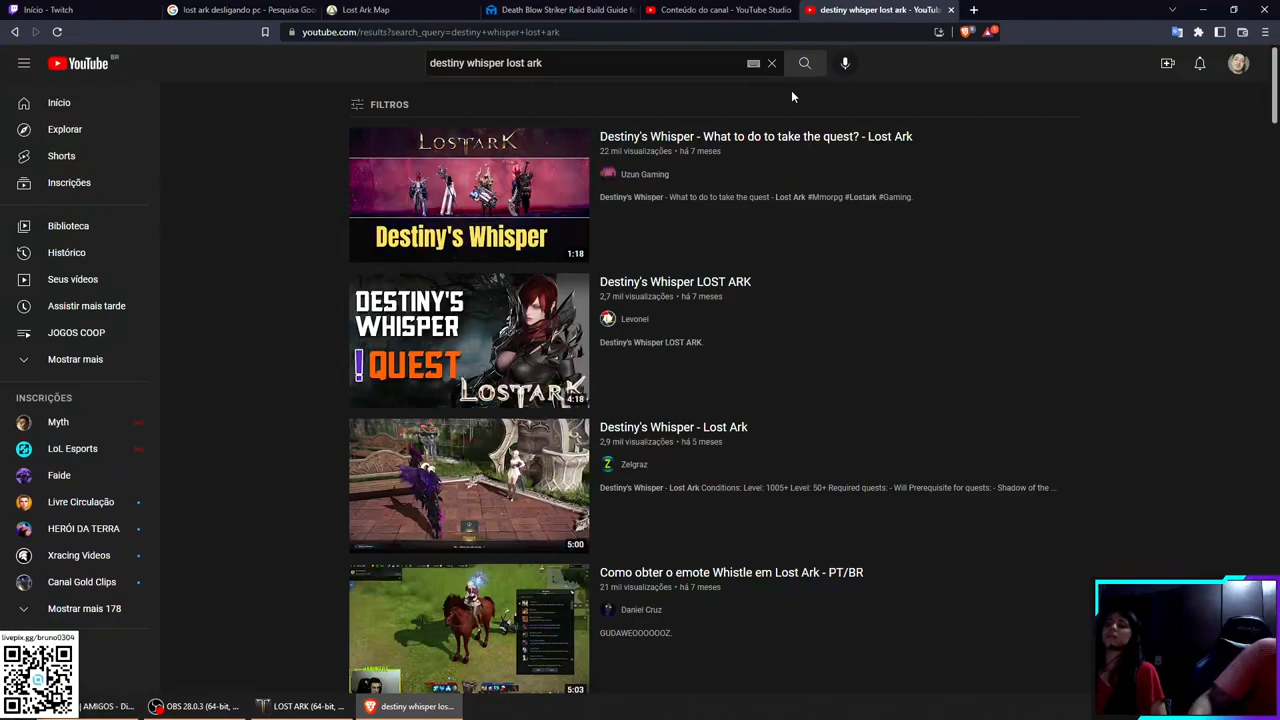 Início - Twitch
lost ark desligando pc - Pesquisa Goo
Lost Ark Map
Death Blow Striker Raid Build Guide fo
Conteúdo do canal - YouTube Studio
destiny whisper lost ark - YouTub
youtube.com/results?search_query=destiny+whisper+lost+ark
YouTube BR
destiny whisper lost ark
FILTROS
Início
Explorar
Shorts
Inscrições
Biblioteca
Histórico
Seus vídeos
Assistir mais tarde
JOGOS COOP
Mostrar mais
INSCRIÇÕES
Myth
LoL Esports
Faide
Livre Circulação
HERÓI DA TERRA
Xracing Videos
Canal Gold Clips
Mostrar mais 178
LOSTARK
Destiny's Whisper
1:18
Destiny's Whisper - What to do to take the quest? - Lost Ark
22 mil visualizações • há 7 meses
Uzun Gaming
Destiny's Whisper - What to do to take the quest - Lost Ark #Mmorpg #Lostark #Gaming.
DESTINY'S
WHISPER
! QUEST
LOSTARK
4:18
Destiny's Whisper LOST ARK
2,7 mil visualizações • há 7 meses
Levonel
Destiny's Whisper LOST ARK.
5:00
Destiny's Whisper - Lost Ark
2,9 mil visualizações • há 5 meses
Z
Zelgraz
Destiny's Whisper - Lost Ark Conditions: Level: 1005+ Level: 50+ Required quests: - Will Prerequisite for quests: - Shadow of the ...
5:03
Como obter o emote Whistle em Lost Ark - PT/BR
21 mil visualizações • há 7 meses
Daniel Cruz
GUDAWEOOOOOZ.
livepix.gg/bruno0304
| AMIGOS - Di...
OBS 28.0.3 (64-bit, ...
LOST ARK (64-bit, ...
destiny whisper los...